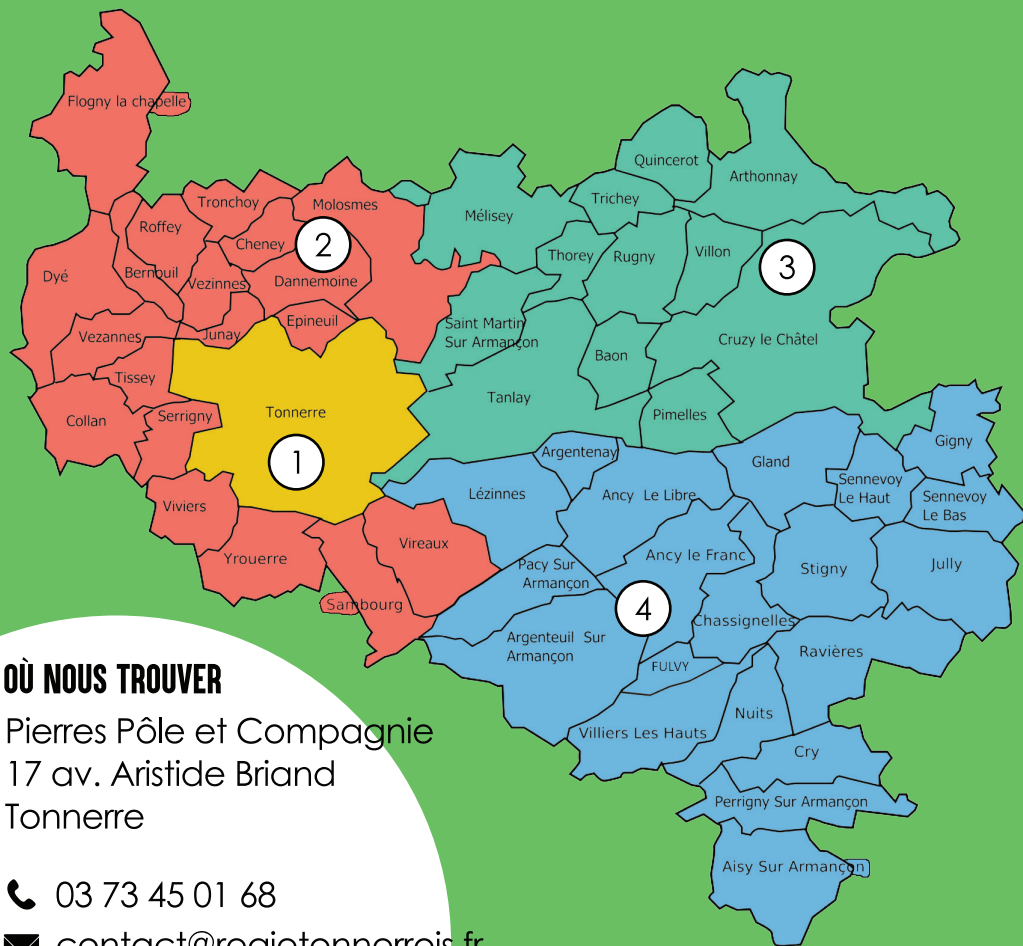 Flogny la chapelle
Quincerot
Arthonnay
Tronchoy
Molosmes
Trichey
Mélisey
Roffey
Cheney
2
Villon
3
Thorey
Rugny
Dyé
Bernouil
Vezinnes
Dannemoine
Epineuil
Saint Martin
Sur Armançon
Vezannes
Junay
Cruzy le Châtel
Baon
Tissey
Tanlay
Collan
Serrigny
Tonnerre
Pimelles
1
Argentenay
Gland
Gigny
Lézinnes
Ancy Le Libre
Sennevoy
Le Haut
Sennevoy
Le Bas
Viviers
Vireaux
Yrouerre
Ancy le Franc
Pacy Sur
Armançon
Stigny
Jully
Sambourg
4
Chassignelles
Argenteuil Sur
Armançon
Ravières
FULVY
Nuits
Villiers Les Hauts
Cry
Perrigny Sur Armançon
Aisy Sur Armançon
OÙ NOUS TROUVER
Pierres Pôle et Compagnie
17 av. Aristide Briand
Tonnerre
03 73 45 01 68
contact@regietonnerrois.fr